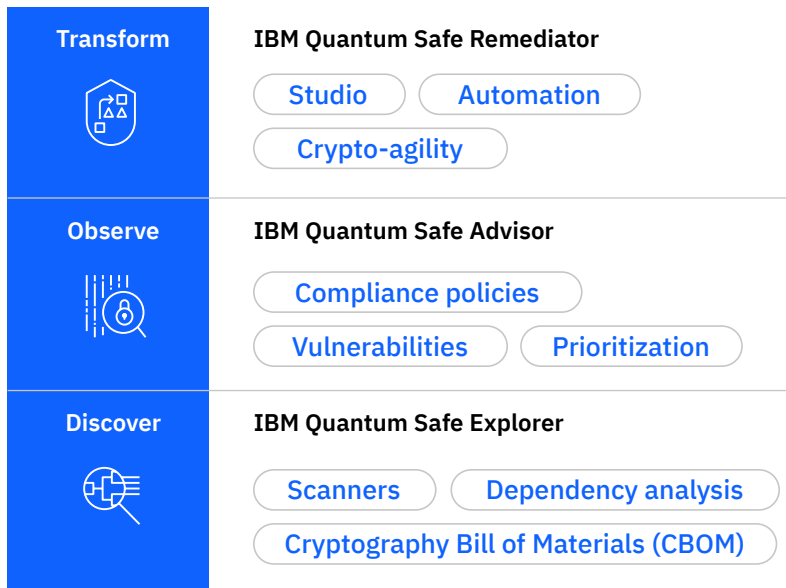 Transform
IBM Quantum Safe Remediator
Studio
Automation
Crypto-agility
Observe
IBM Quantum Safe Advisor
Compliance policies
Vulnerabilities
Prioritization
Discover
IBM Quantum Safe Explorer
Scanners
Dependency analysis
Cryptography Bill of Materials (CBOM)